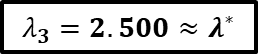 λ₃ = 2.500 ≈ λ*